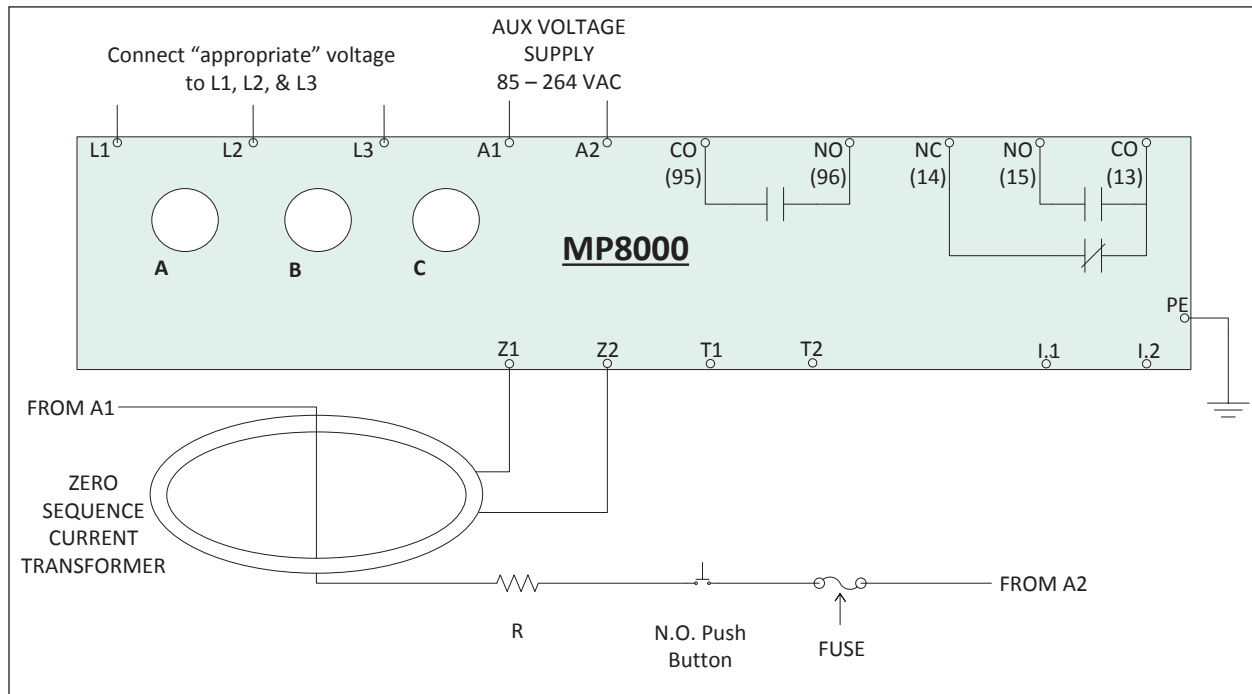 Connect “appropriate” voltage
to L1, L2, & L3
AUX VOLTAGE
SUPPLY
85 – 264 VAC
L1
L2
L3
A1
A2
CO
(95)
NO
(96)
NC
(14)
NO
(15)
CO
(13)
A
B
C
MP8000
PE
Z1
Z2
T1
T2
I.1
I.2
FROM A1
ZERO
SEQUENCE
CURRENT
TRANSFORMER
R
N.O. Push
Button
FUSE
FROM A2